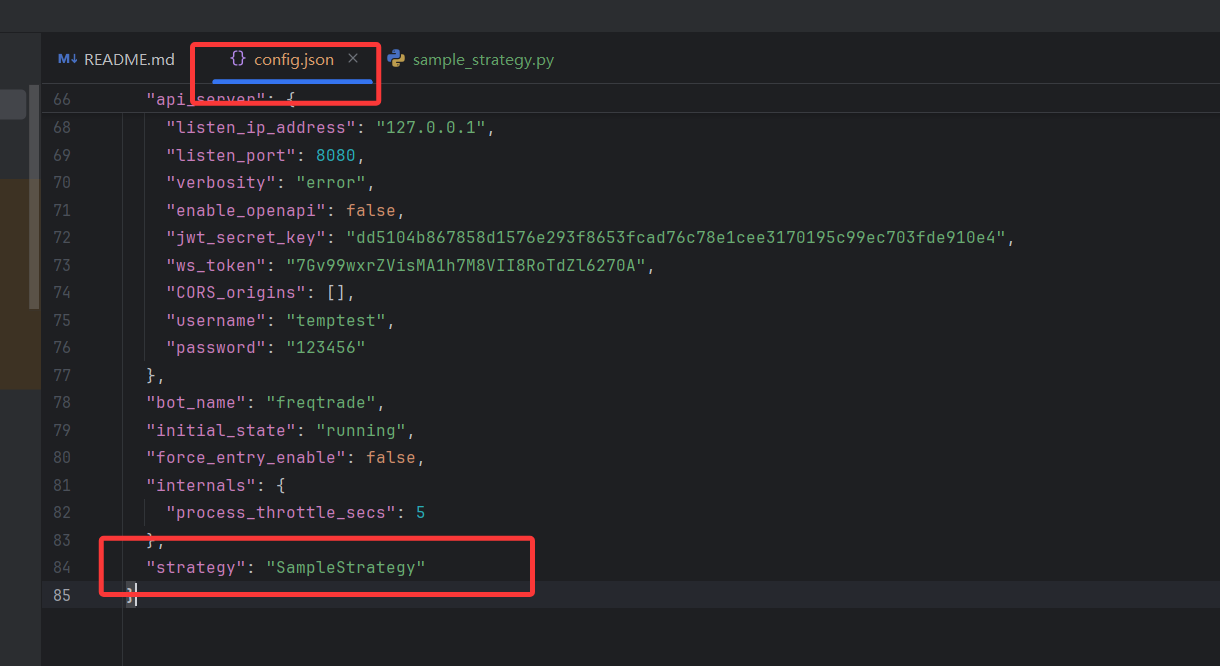 M↓ README.md {} config.json × sample_strategy.py
66 "api_server": {
68 "listen_ip_address": "127.0.0.1",
69 "listen_port": 8080,
70 "verbosity": "error",
71 "enable_openapi": false,
72 "jwt_secret_key": "dd5104b867858d1576e293f8653fcad76c78e1cee3170195c99ec703fde910e4",
73 "ws_token": "7Gv99wxrZVisMA1h7M8VII8RoTdZl6270A",
74 "CORS_origins": [],
75 "username": "temptest",
76 "password": "123456"
77 },
78 "bot_name": "freqtrade",
79 "initial_state": "running",
80 "force_entry_enable": false,
81 "internals": {
82 "process_throttle_secs": 5
83 },
84 "strategy": "SampleStrategy"
85 }